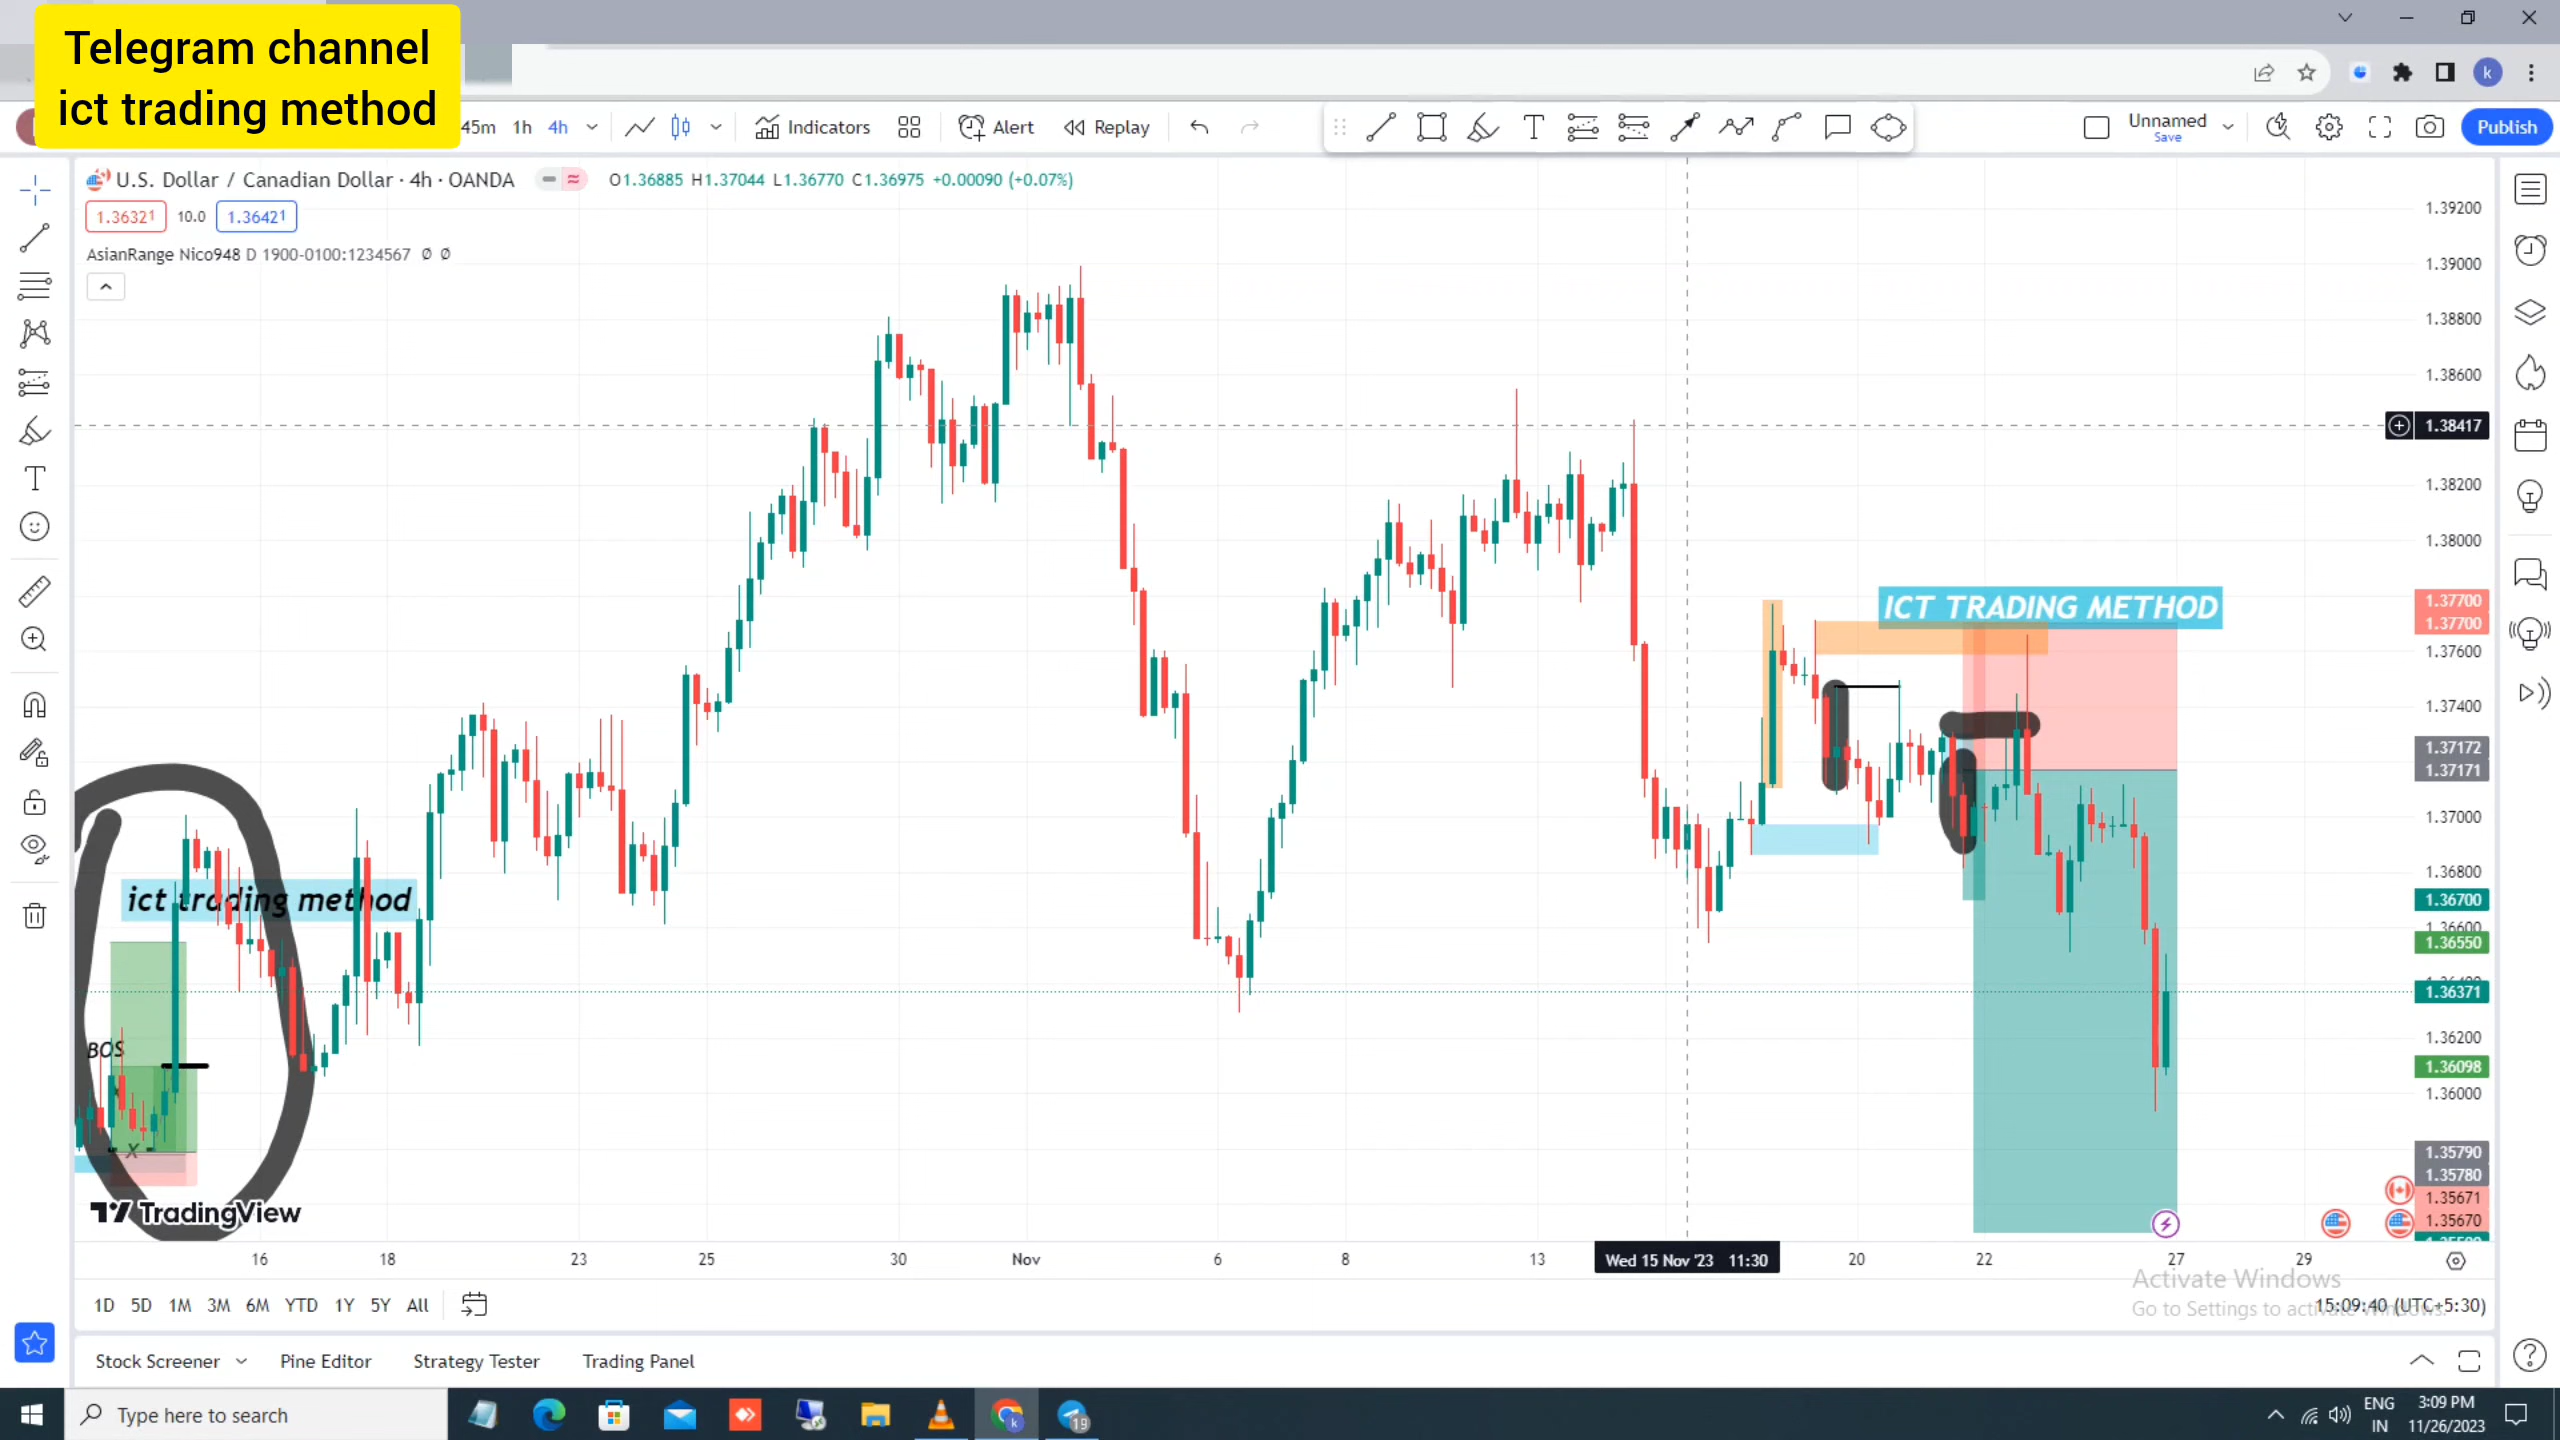 Telegram channel
ict trading method
45m 1h 4h Indicators Alert Replay Unnamed Save Publish
U.S. Dollar / Canadian Dollar · 4h · OANDA O1.36885 H1.37044 L1.36770 C1.36975 +0.00090 (+0.07%)
1.36321 10.0 1.36421
AsianRange Nico948 D 1900-0100:1234567 Ø Ø
1.39200
1.39000
1.38800
1.38600
1.38417
1.38200
1.38000
1.37700
ICT TRADING METHOD
1.37700
1.37600
1.37400
1.37172
1.37171
1.37000
1.36800
ict trading method
1.36700
1.36600
1.36550
1.36371
1.36200
BOS
1.36098
1.36000
X
1.35790
1.35780
1.35671
TradingView
1.35670
16 18 23 25 30 Nov 6 8 13 Wed 15 Nov '23 11:30 20 22 27 29
Activate Windows
1D 5D 1M 3M 6M YTD 1Y 5Y All
15:09:40 (UTC+5:30)
Go to Settings to activate Windows.
Stock Screener Pine Editor Strategy Tester Trading Panel
Type here to search
19
ENG
IN
3:09 PM
11/26/2023